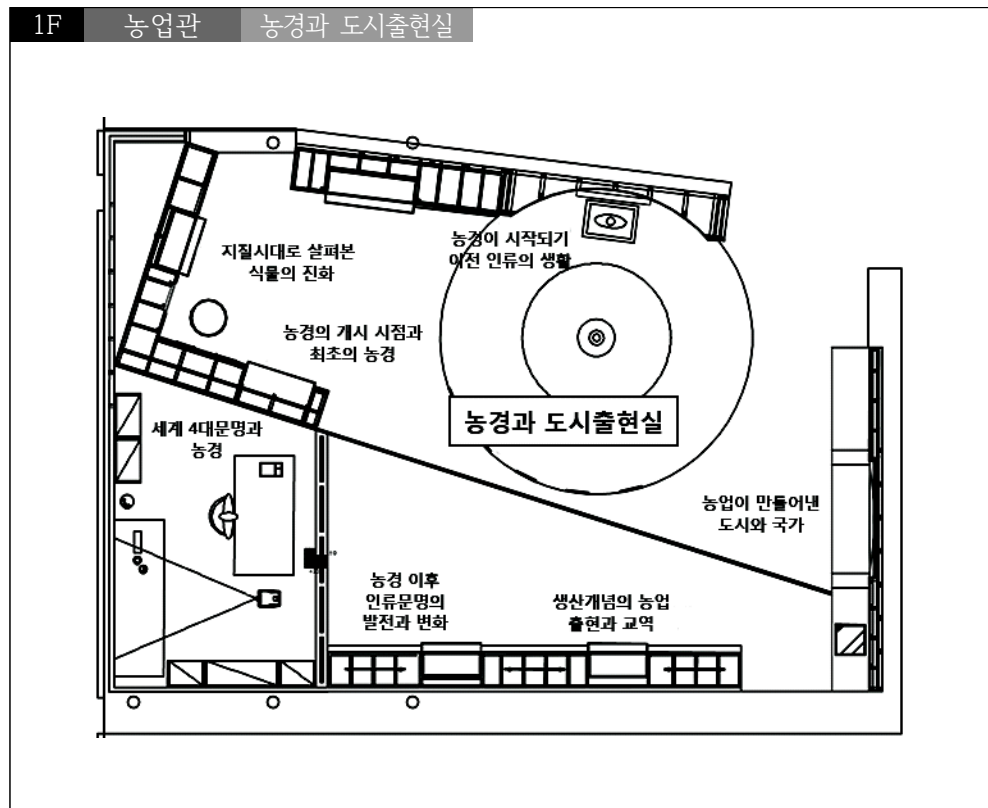 1F 농업관 농경과 도시출현실
농경이 시작되기
이전 인류의 생활
지질시대로 살펴본
식물의 진화
농경의 개시 시점과
최초의 농경
농경과 도시출현실
세계 4대문명과
농경
농업이 만들어낸
도시와 국가
농경 이후
인류문명의
발전과 변화
생산개념의 농업
출현과 교역